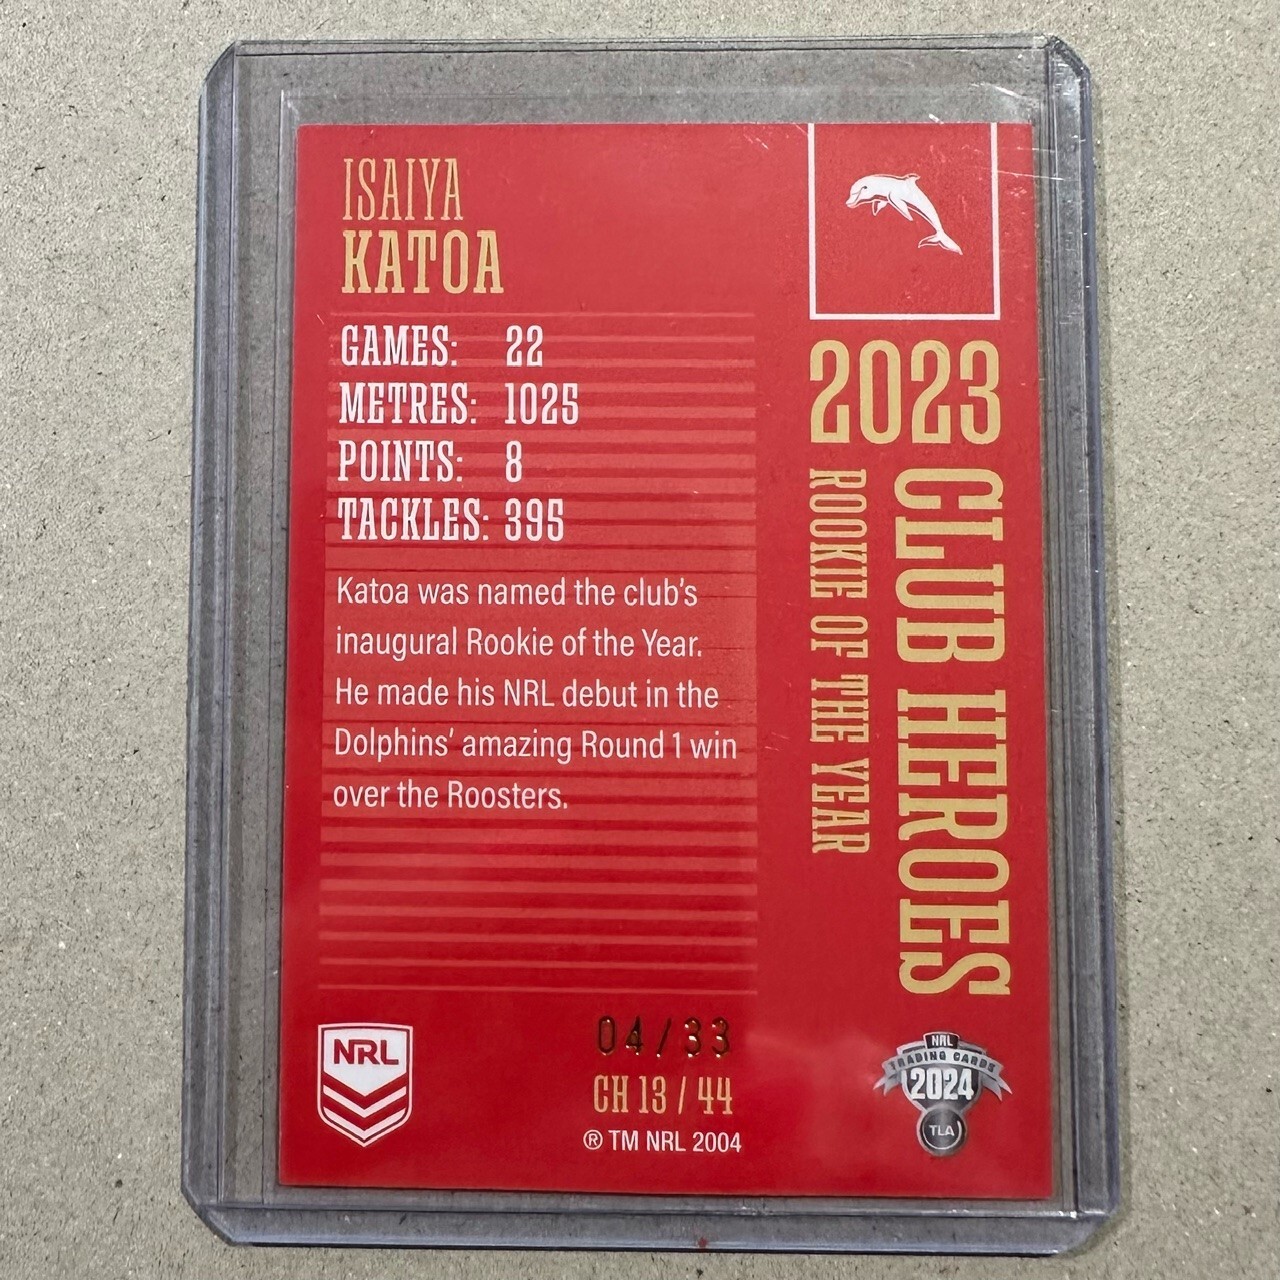 ISAIYA
KATOA
GAMES: 22
METRES: 1025
POINTS: 8
TACKLES: 395
Katoa was named the club's
inaugural Rookie of the Year.
He made his NRL debut in the
Dolphins' amazing Round 1 win
over the Roosters.
2023
CLUB HEROES
ROOKIE OF THE YEAR
NRL
04/33
CH 13 / 44
® TM NRL 2004
NRL
TRADING CARDS
2024
TLA